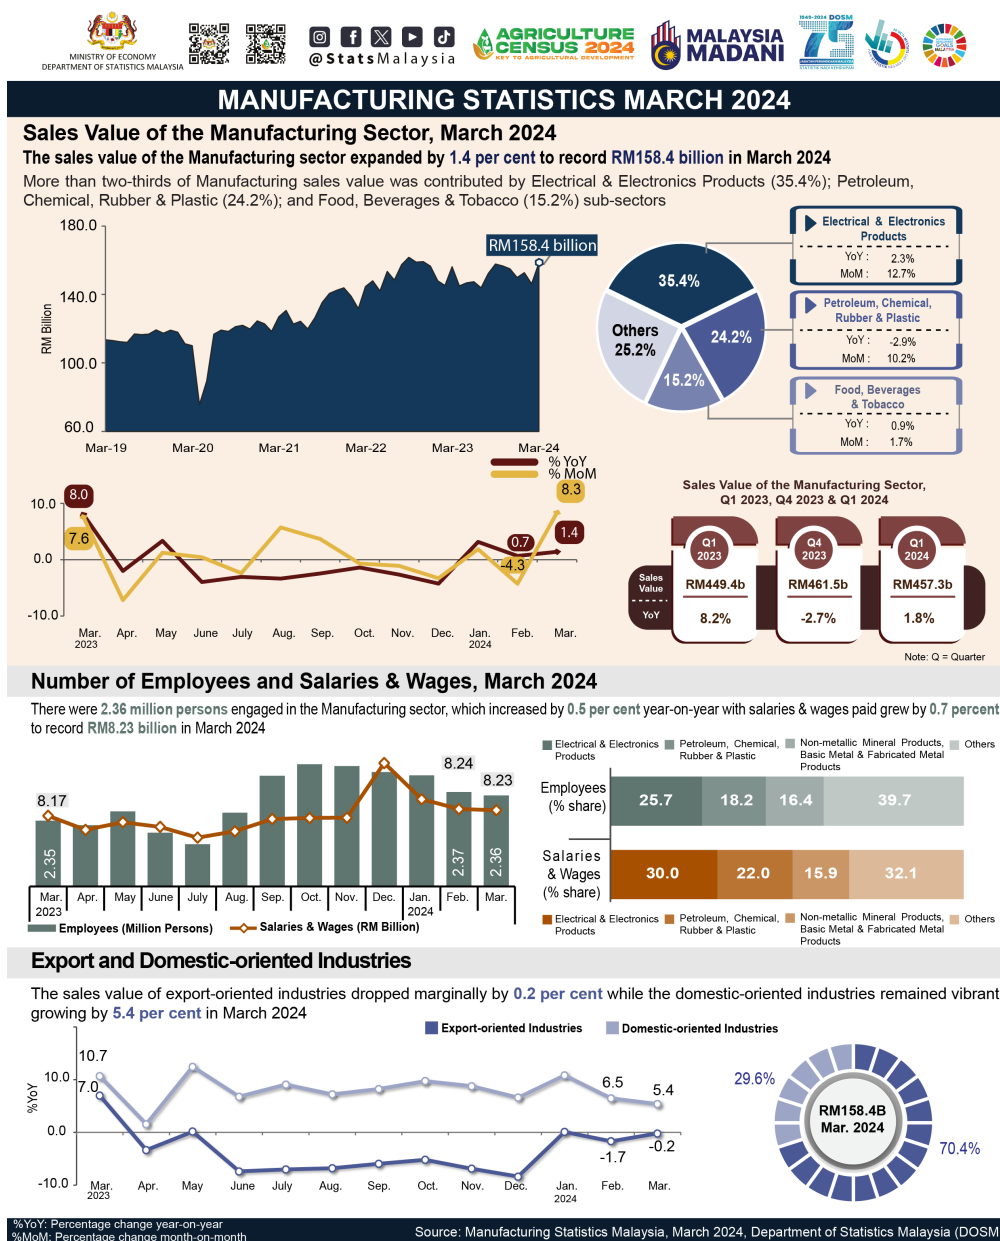 MINISTRY OF ECONOMY
DEPARTMENT OF STATISTICS MALAYSIA
@StatsMalaysia
AGRICULTURE
CENSUS 2024
KEY TO AGRICULTURAL DEVELOPMENT
MALAYSIA
MADANI
1949-2024 DOSM
75
MANUFACTURING STATISTICS MARCH 2024
Sales Value of the Manufacturing Sector, March 2024
The sales value of the Manufacturing sector expanded by 1.4 per cent to record RM158.4 billion in March 2024
More than two-thirds of Manufacturing sales value was contributed by Electrical & Electronics Products (35.4%); Petroleum,
Chemical, Rubber & Plastic (24.2%); and Food, Beverages & Tobacco (15.2%) sub-sectors
180.0
140.0
100.0
60.0
RM Billion
RM158.4 billion
Mar-19 Mar-20 Mar-21 Mar-22 Mar-23 Mar-24
35.4%
24.2%
15.2%
Others
25.2%
Electrical & Electronics
Products
YoY : 2.3%
MoM : 12.7%
Petroleum, Chemical,
Rubber & Plastic
YoY : -2.9%
MoM : 10.2%
Food, Beverages
& Tobacco
YoY : 0.9%
MoM : 1.7%
% YoY
% MoM
10.0
0.0
-10.0
8.0
7.6
0.7
-4.3
8.3
1.4
Mar. Apr. May June July Aug. Sep. Oct. Nov. Dec. Jan. Feb. Mar.
2023 2024
Sales Value of the Manufacturing Sector,
Q1 2023, Q4 2023 & Q1 2024
Q1 2023
Q4 2023
Q1 2024
Sales
Value
RM449.4b RM461.5b RM457.3b
YoY
8.2% -2.7% 1.8%
Note: Q = Quarter
Number of Employees and Salaries & Wages, March 2024
There were 2.36 million persons engaged in the Manufacturing sector, which increased by 0.5 per cent year-on-year with salaries & wages paid grew by 0.7 percent
to record RM8.23 billion in March 2024
8.17
8.24
8.23
2.35
2.37
2.36
Mar. Apr. May June July Aug. Sep. Oct. Nov. Dec. Jan. Feb. Mar.
2023 2024
Employees (Million Persons)
Salaries & Wages (RM Billion)
Electrical & Electronics
Products
Petroleum, Chemical,
Rubber & Plastic
Non-metallic Mineral Products,
Basic Metal & Fabricated Metal
Products
Others
Employees
(% share)
25.7 18.2 16.4 39.7
Salaries
& Wages
(% share)
30.0 22.0 15.9 32.1
Electrical & Electronics
Products
Petroleum, Chemical,
Rubber & Plastic
Non-metallic Mineral Products,
Basic Metal & Fabricated Metal
Products
Others
Export and Domestic-oriented Industries
The sales value of export-oriented industries dropped marginally by 0.2 per cent while the domestic-oriented industries remained vibrant
growing by 5.4 per cent in March 2024
Export-oriented Industries
Domestic-oriented Industries
%YoY
10.0
0.0
-10.0
10.7
7.0
6.5
5.4
-1.7
-0.2
Mar. Apr. May June July Aug. Sep. Oct. Nov. Dec. Jan. Feb. Mar.
2023 2024
29.6%
RM158.4B
Mar. 2024
70.4%
%YoY: Percentage change year-on-year
%MoM: Percentage change month-on-month
Source: Manufacturing Statistics Malaysia, March 2024, Department of Statistics Malaysia (DOSM